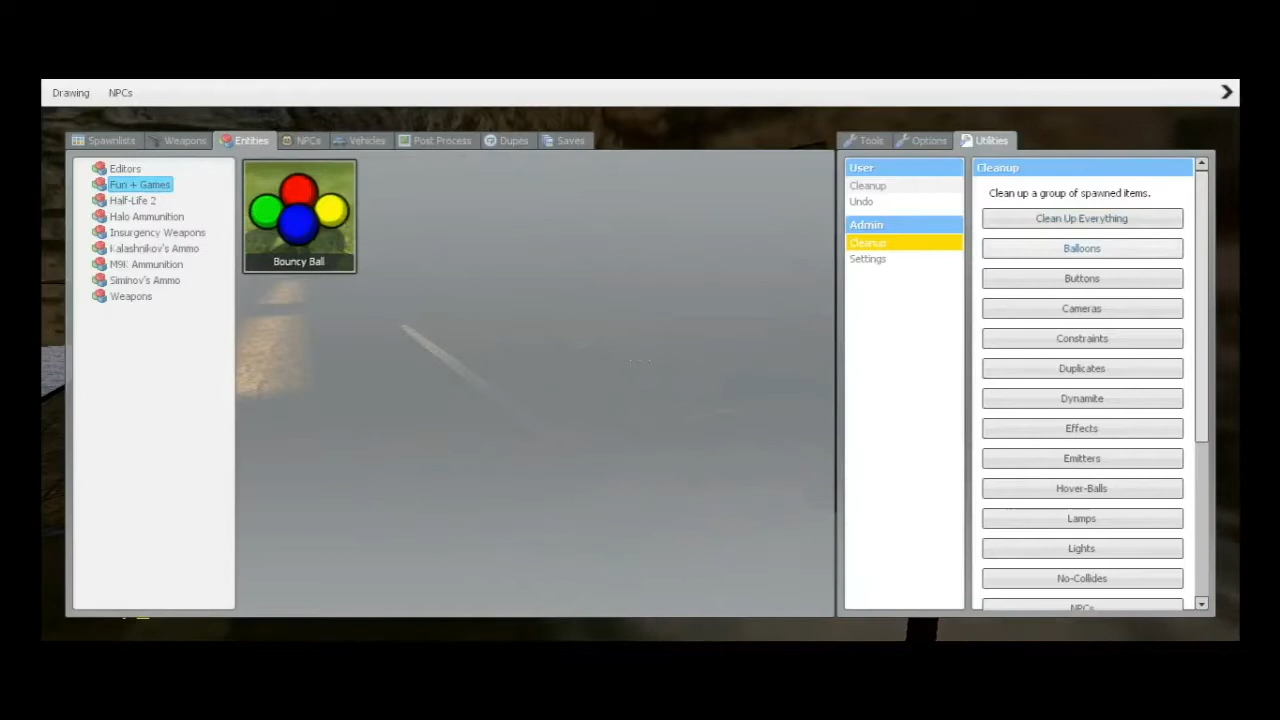 Drawing NPCs
Spawnlists Weapons Entities NPCs Vehicles Post Process Dupes Saves
Editors
Fun + Games
Half-Life 2
Halo Ammunition
Insurgency Weapons
Kalashnikov's Ammo
M9K Ammunition
Siminov's Ammo
Weapons
Bouncy Ball
Tools Options Utilities
User
Cleanup
Undo
Admin
Cleanup
Settings
Cleanup
Clean up a group of spawned items.
Clean Up Everything
Balloons
Buttons
Cameras
Constraints
Duplicates
Dynamite
Effects
Emitters
Hover-Balls
Lamps
Lights
No-Collides
NPCs